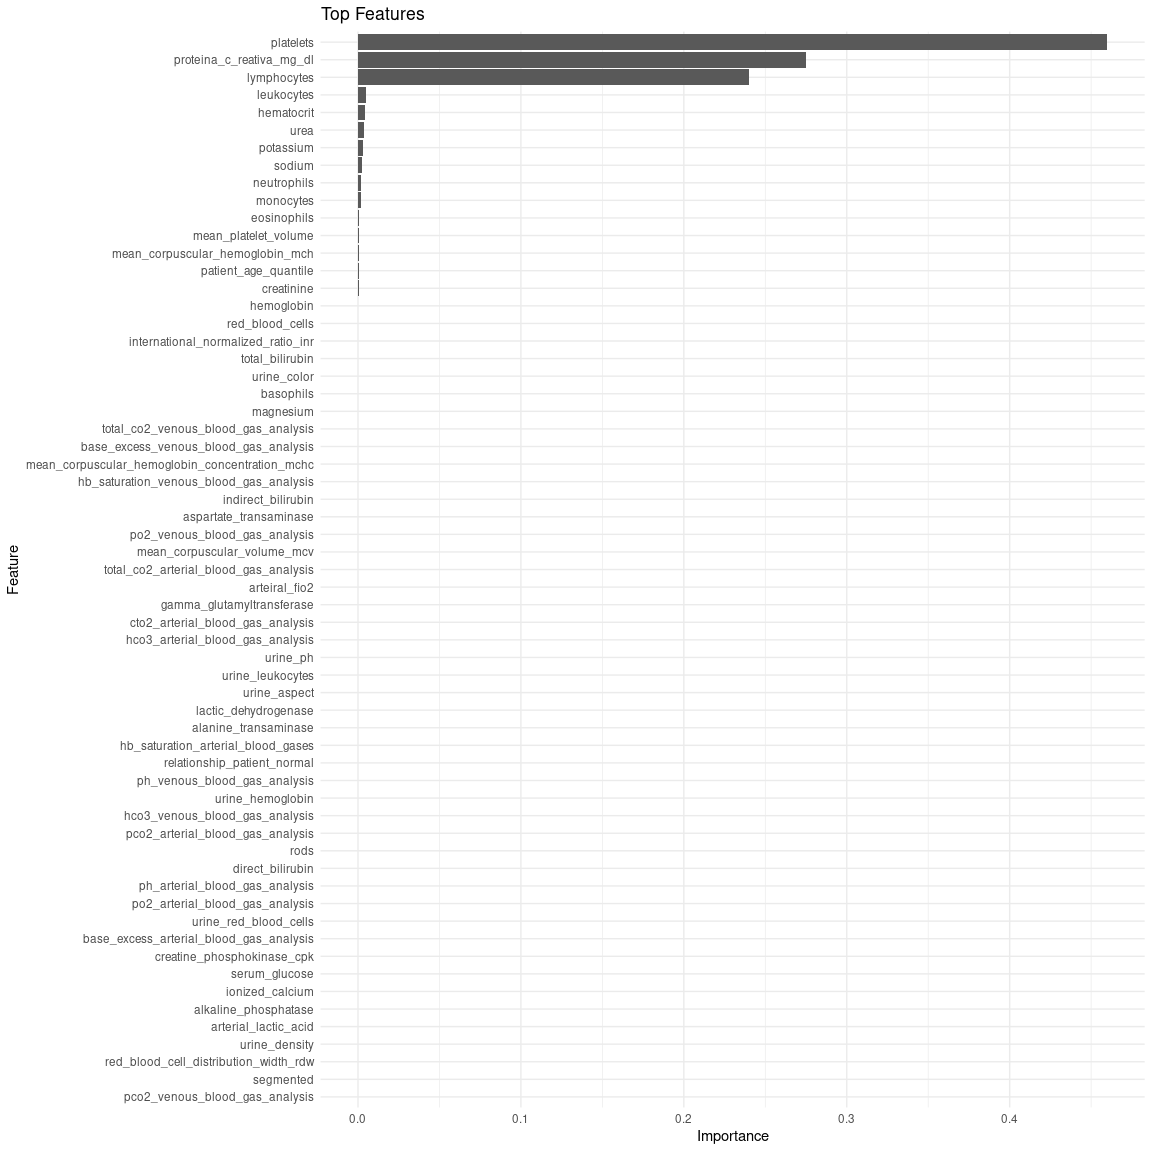 Top Features
platelets
proteina_c_reativa_mg_dl
lymphocytes
leukocytes
hematocrit
urea
potassium
sodium
neutrophils
monocytes
eosinophils
mean_platelet_volume
mean_corpuscular_hemoglobin_mch
patient_age_quantile
creatinine
hemoglobin
red_blood_cells
international_normalized_ratio_inr
total_bilirubin
urine_color
basophils
magnesium
total_co2_venous_blood_gas_analysis
base_excess_venous_blood_gas_analysis
mean_corpuscular_hemoglobin_concentration_mchc
hb_saturation_venous_blood_gas_analysis
indirect_bilirubin
aspartate_transaminase
po2_venous_blood_gas_analysis
mean_corpuscular_volume_mcv
total_co2_arterial_blood_gas_analysis
arteiral_fio2
gamma_glutamyltransferase
cto2_arterial_blood_gas_analysis
hco3_arterial_blood_gas_analysis
urine_ph
urine_leukocytes
urine_aspect
lactic_dehydrogenase
alanine_transaminase
hb_saturation_arterial_blood_gases
relationship_patient_normal
ph_venous_blood_gas_analysis
urine_hemoglobin
hco3_venous_blood_gas_analysis
pco2_arterial_blood_gas_analysis
rods
direct_bilirubin
ph_arterial_blood_gas_analysis
po2_arterial_blood_gas_analysis
urine_red_blood_cells
base_excess_arterial_blood_gas_analysis
creatine_phosphokinase_cpk
serum_glucose
ionized_calcium
alkaline_phosphatase
arterial_lactic_acid
urine_density
red_blood_cell_distribution_width_rdw
segmented
pco2_venous_blood_gas_analysis
Feature
0.0 0.1 0.2 0.3 0.4
Importance